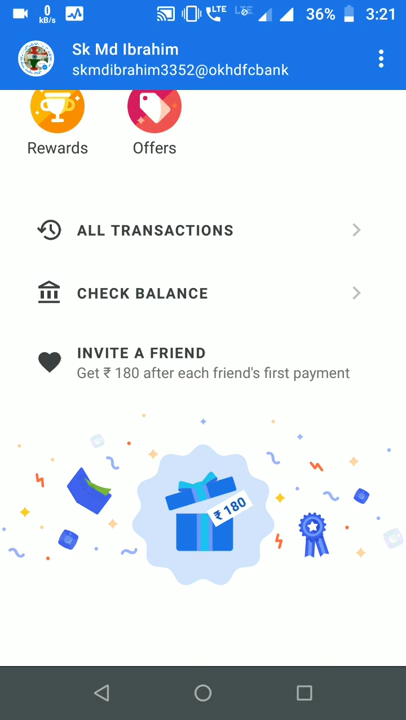 0
kB/s
LTE
LTE
36%
3:21
Sk Md Ibrahim
skmdibrahim3352@okhdfcbank
Rewards
Offers
ALL TRANSACTIONS
CHECK BALANCE
INVITE A FRIEND
Get ₹ 180 after each friend's first payment
₹ 180